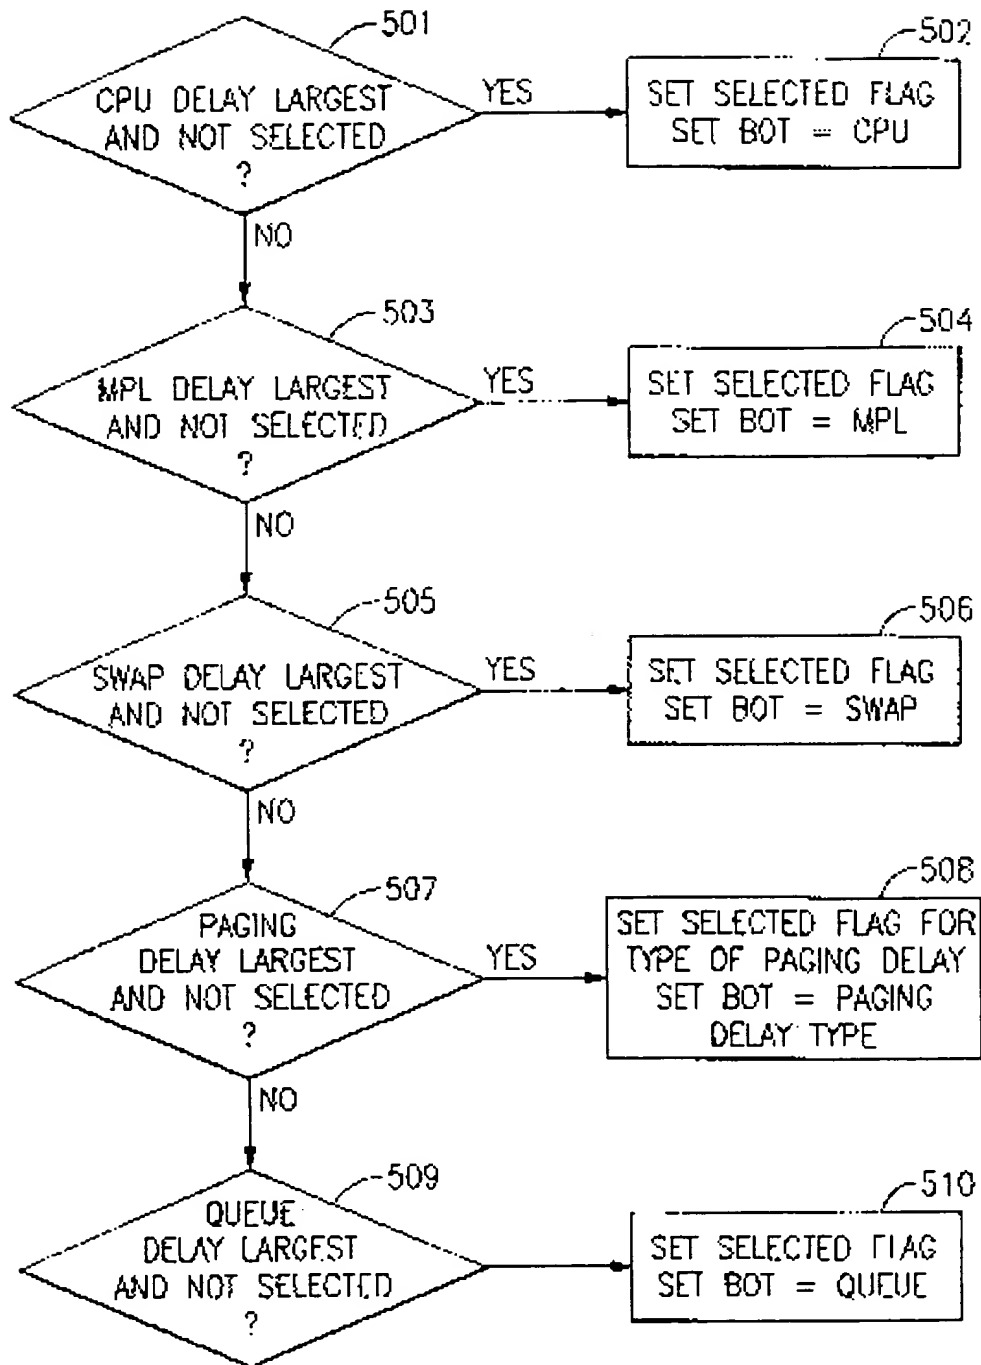 501
CPU DELAY LARGEST
AND NOT SELECTED
?
YES
502
SET SELECTED FLAG
SET BOT = CPU
NO
503
MPL DELAY LARGEST
AND NOT SELECTED
?
YES
504
SET SELECTED FLAG
SET BOT = MPL
NO
505
SWAP DELAY LARGEST
AND NOT SELECTED
?
YES
506
SET SELECTED FLAG
SET BOT = SWAP
NO
507
PAGING
DELAY LARGEST
AND NOT SELECTED
?
YES
508
SET SELECTED FLAG FOR
TYPE OF PAGING DELAY
SET BOT = PAGING
DELAY TYPE
NO
509
QUEUE
DELAY LARGEST
AND NOT SELECTED
?
510
SET SELECTED FLAG
SET BOT = QUEUE